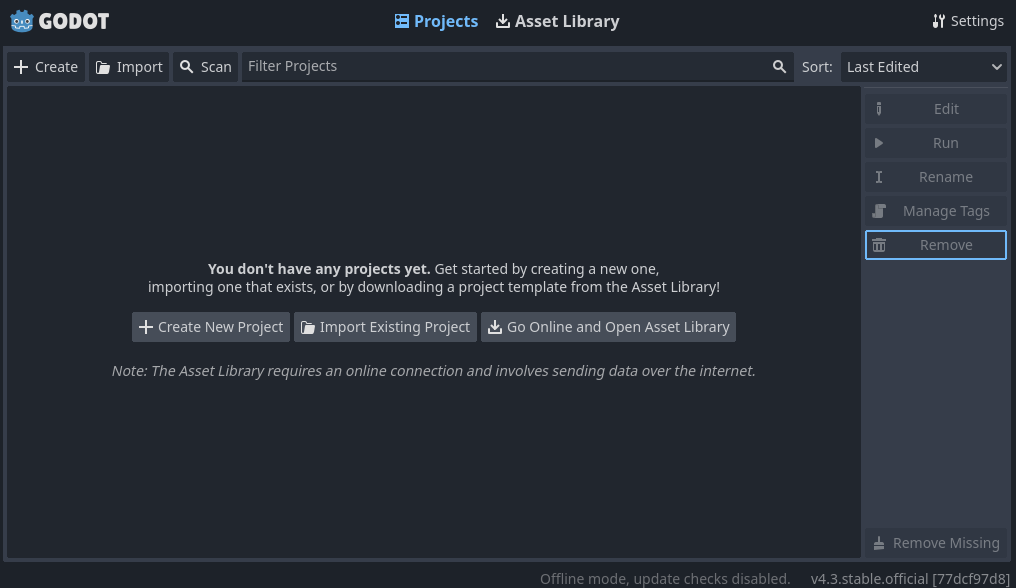 GODOT Projects Asset Library Settings
Create Import Scan Filter Projects Sort: Last Edited
Edit
Run
Rename
Manage Tags
Remove
You don't have any projects yet. Get started by creating a new one,
importing one that exists, or by downloading a project template from the Asset Library!
Create New Project Import Existing Project Go Online and Open Asset Library
Note: The Asset Library requires an online connection and involves sending data over the internet.
Remove Missing
Offline mode, update checks disabled. v4.3.stable.official [77dcf97d8]